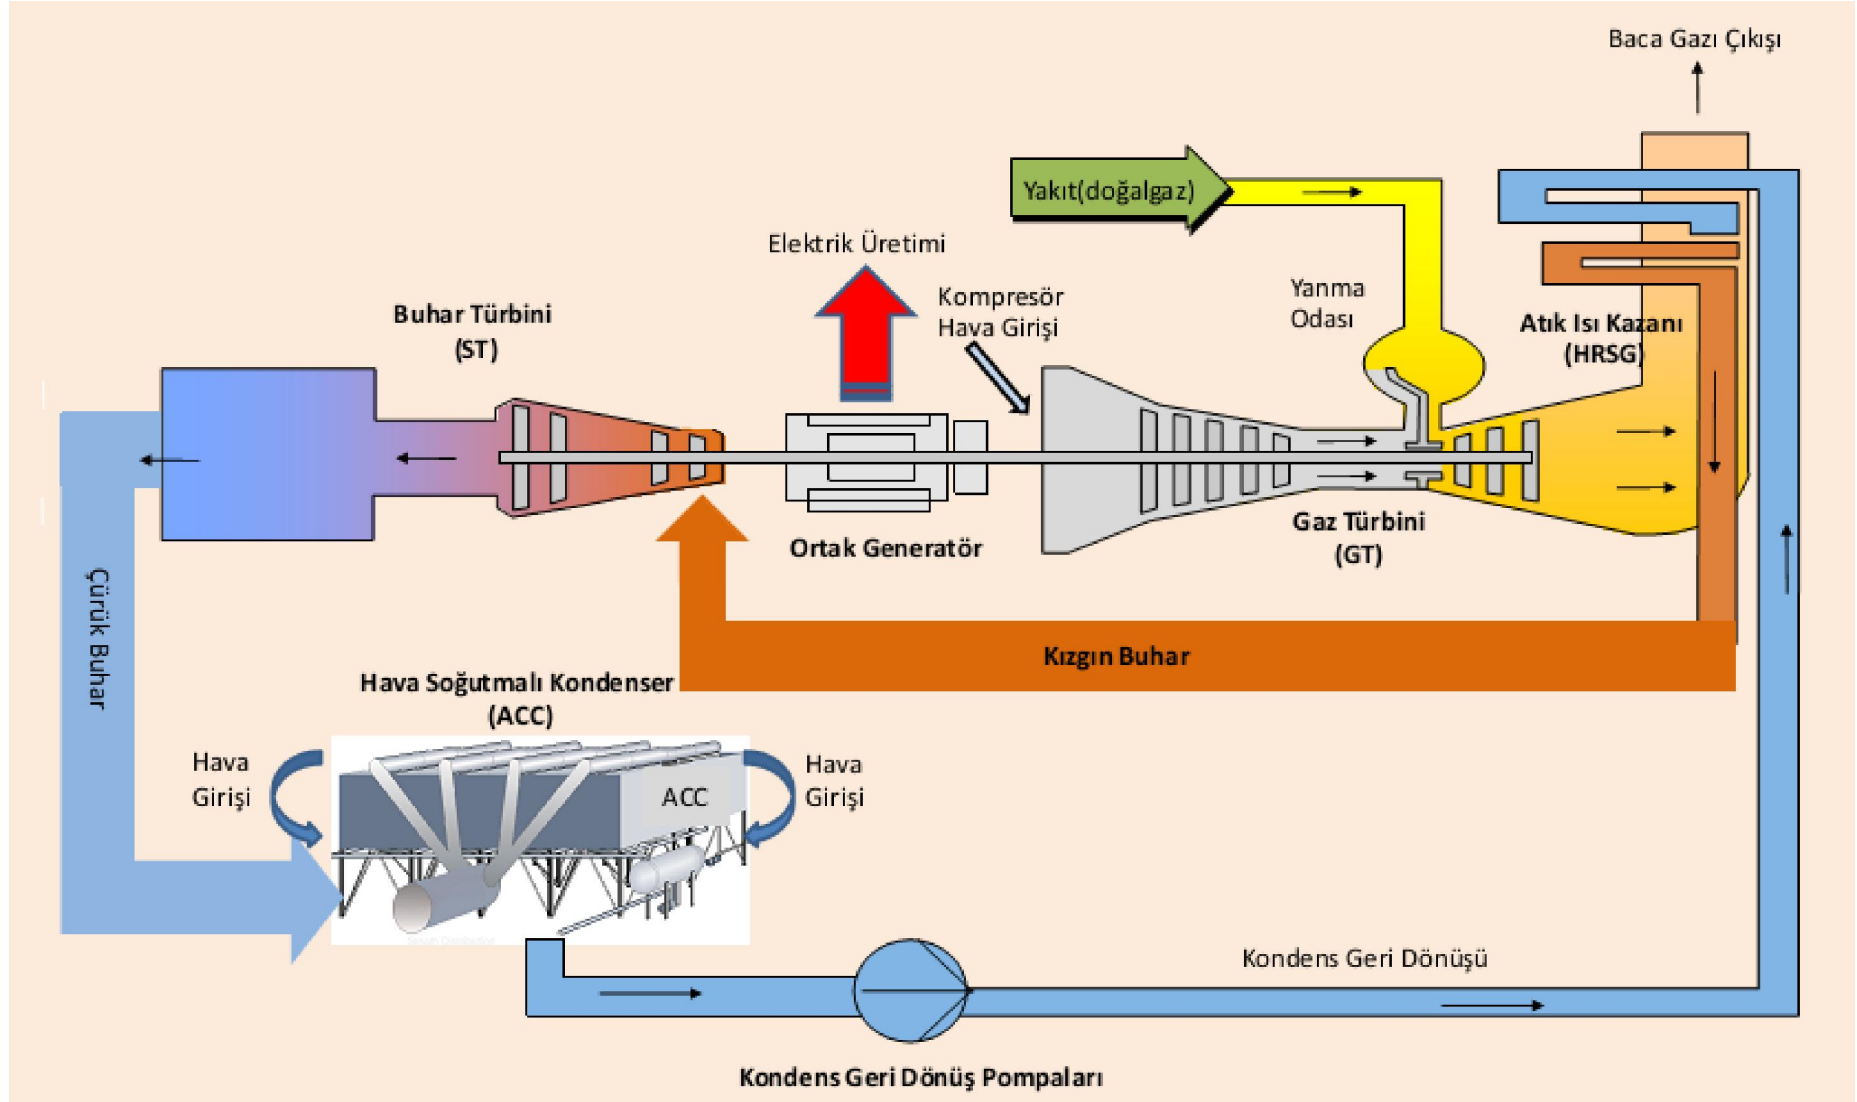 Baca Gazı Çıkışı
Yakıt(doğalgaz)
Elektrik Üretimi
Kompresör
Hava Girişi
Yanma
Odası
Buhar Türbini
(ST)
Atık Isı Kazanı
(HRSG)
Ortak Generatör
Gaz Türbini
(GT)
Çürük Buhar
Kızgın Buhar
Hava Soğutmalı Kondenser
(ACC)
Hava
Girişi
ACC
Hava
Girişi
Kondens Geri Dönüşü
Kondens Geri Dönüş Pompaları